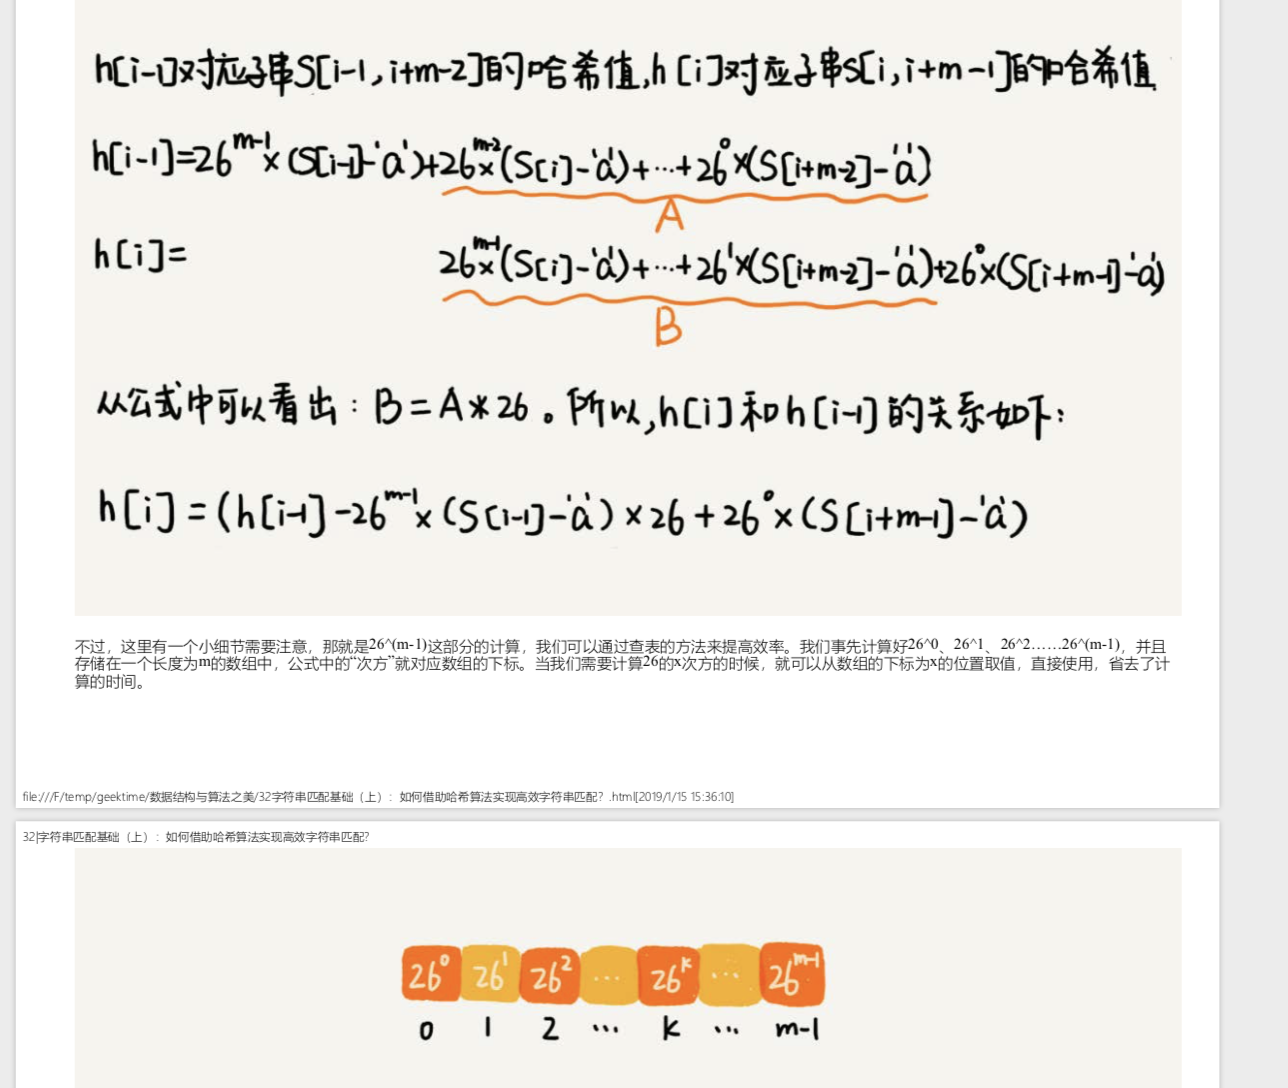 h[i-1]对应子串S[i-1,i+m-2]的哈希值,h[i]对应子串S[i,i+m-1]的哈希值
h[i-1]=26^{m-1}×(S[i-1]-'a')+26^{m-2}×(S[i]-'a')+…+26^0×(S[i+m-2]-'a')
A
h[i]= 26^{m-1}×(S[i]-'a')+…+26^1×(S[i+m-2]-'a')+26^0×(S[i+m-1]-'a')
B
从公式中可以看出:B=A*26。所以,h[i]和h[i-1]的关系如下:
h[i]=(h[i-1]-26^{m-1}×(S[i-1]-'a')×26+26^0×(S[i+m-1]-'a')
不过，这里有一个小细节需要注意，那就是26^(m-1)这部分的计算，我们可以通过查表的方法来提高效率。我们事先计算好26^0、26^1、26^2……26^(m-1)，并且
存储在一个长度为m的数组中，公式中的“次方”就对应数组的下标。当我们需要计算26的x次方的时候，就可以从数组的下标为x的位置取值，直接使用，省去了计
算的时间。
file:///F/temp/geektime/数据结构与算法之美/32字符串匹配基础（上）：如何借助哈希算法实现高效字符串匹配？.html[2019/1/15 15:36:10]
32|字符串匹配基础（上）：如何借助哈希算法实现高效字符串匹配?
26^0 26^1 26^2 … 26^k … 26^{m-1}
0 1 2 … k … m-1